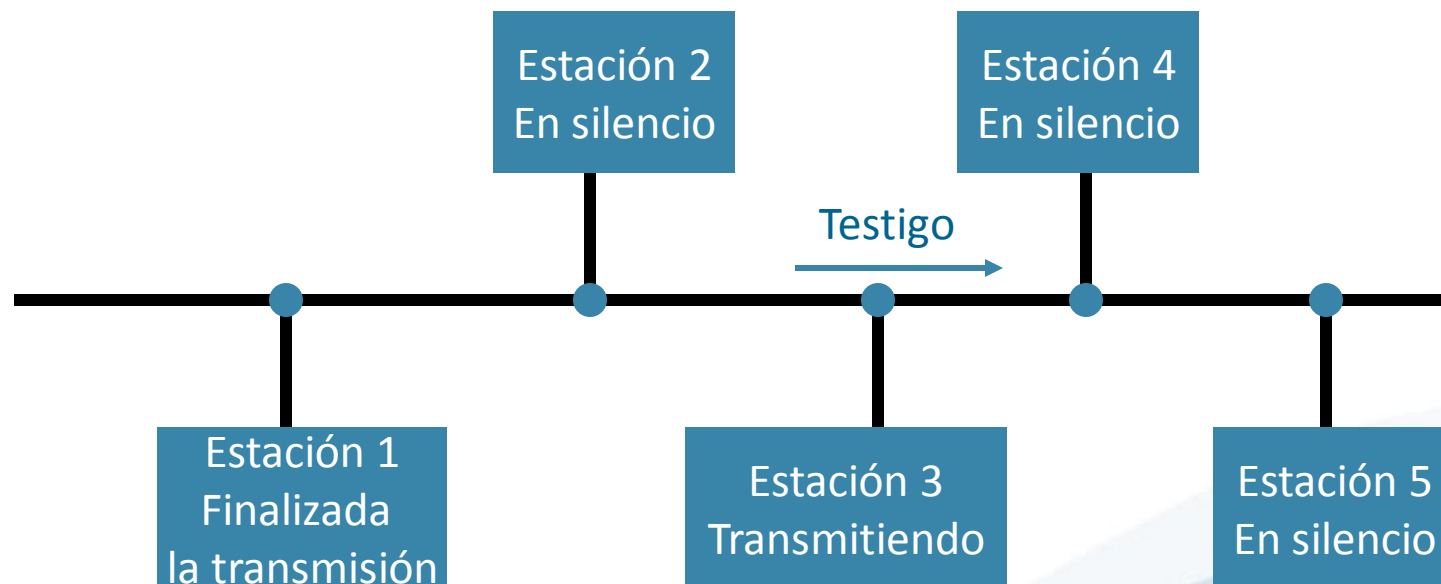 Estación 2
En silencio
Estación 4
En silencio
Testigo
Estación 1
Finalizada
la transmisión
Estación 3
Transmitiendo
Estación 5
En silencio